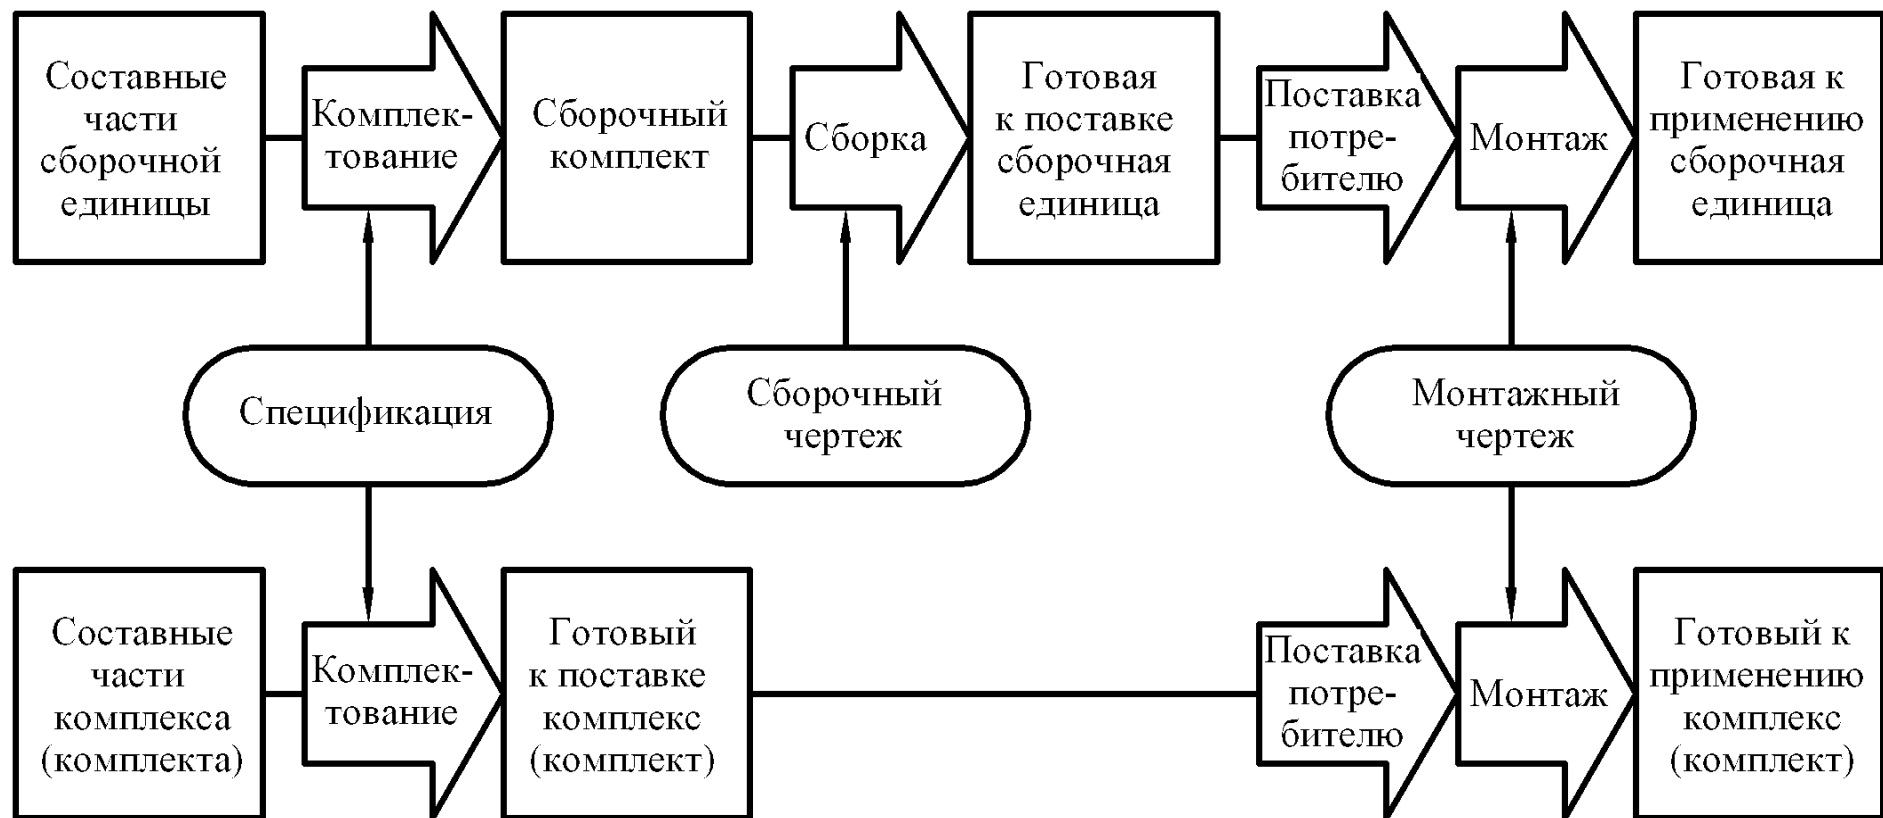 Составные
части
сборочной
единицы
Комплек-
тование
Сборочный
комплект
Сборка
Готовая
к поставке
сборочная
единица
Поставка
потре-
бителю
Монтаж
Готовая к
применению
сборочная
единица
Спецификация
Сборочный
чертеж
Монтажный
чертеж
Составные
части
комплекса
(комплекта)
Комплек-
тование
Готовый
к поставке
комплекс
(комплект)
Поставка
потре-
бителю
Монтаж
Готовый к
применению
комплекс
(комплект)